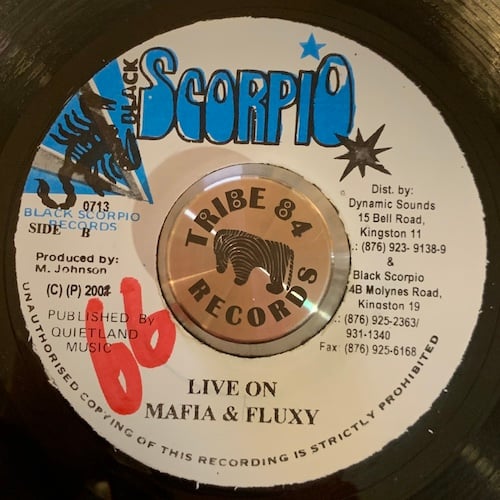 BLACK
SCORPIO
0713
BLACK SCORPIO
RECORDS
SIDE B
Produced by:
M. Johnson
(C) (P)
PUBLISHED By
QUIETLAND
MUSIC
66
TRIBE 84
RECORDS
Dist. by:
Dynamic Sounds
15 Bell Road,
Kingston 11
.: (876) 923- 9138-9
&
Black Scorpio
4B Molynes Road,
Kingston 19
.: (876) 925-2363/
931-1340
Fax: (876) 925-6168
LIVE ON
MAFIA & FLUXY
UNAUTHORISED COPYING OF THIS RECORDING IS STRICTLY PROHIBITED